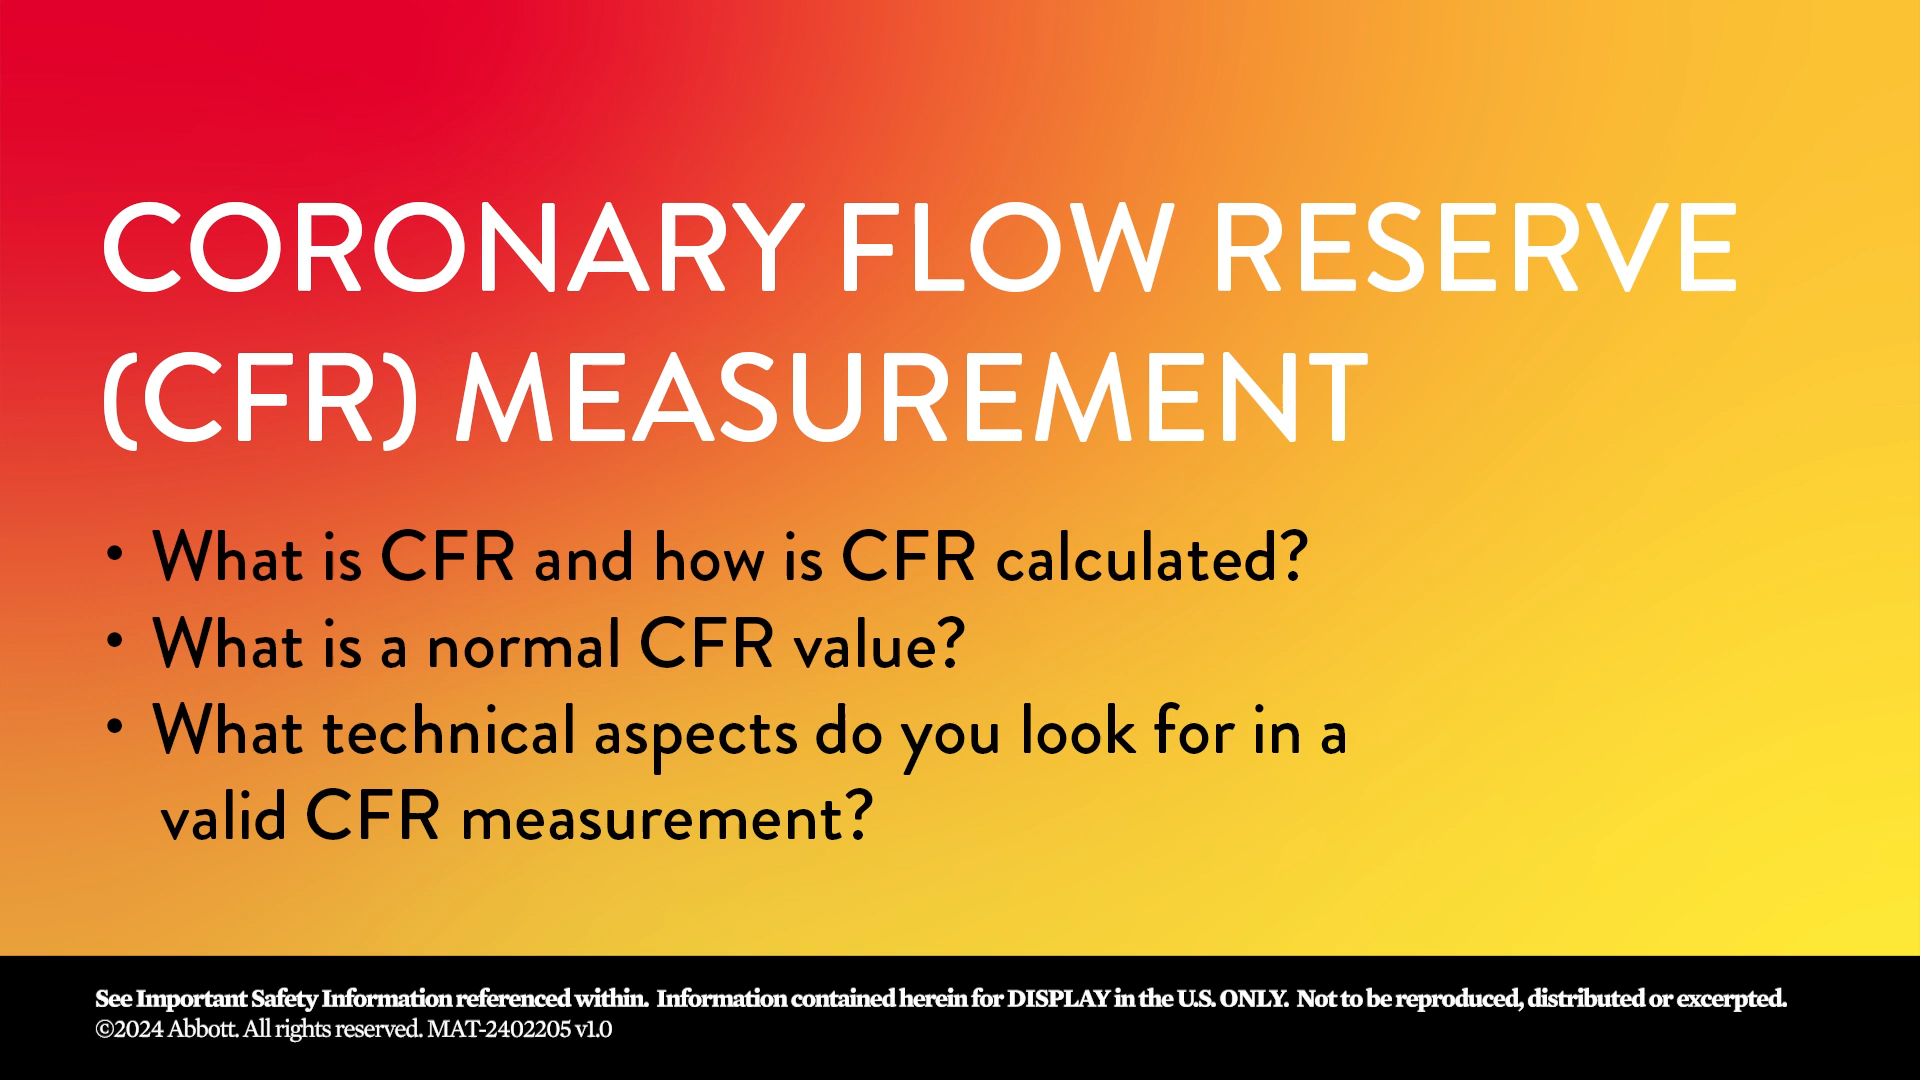 CORONARY FLOW RESERVE
(CFR) MEASUREMENT
• What is CFR and how is CFR calculated?
• What is a normal CFR value?
• What technical aspects do you look for in a
valid CFR measurement?
See Important Safety Information referenced within. Information contained herein for DISPLAY in the U.S. ONLY. Not to be reproduced, distributed or excerpted.
©2024 Abbott. All rights reserved. MAT-2402205 v1.0